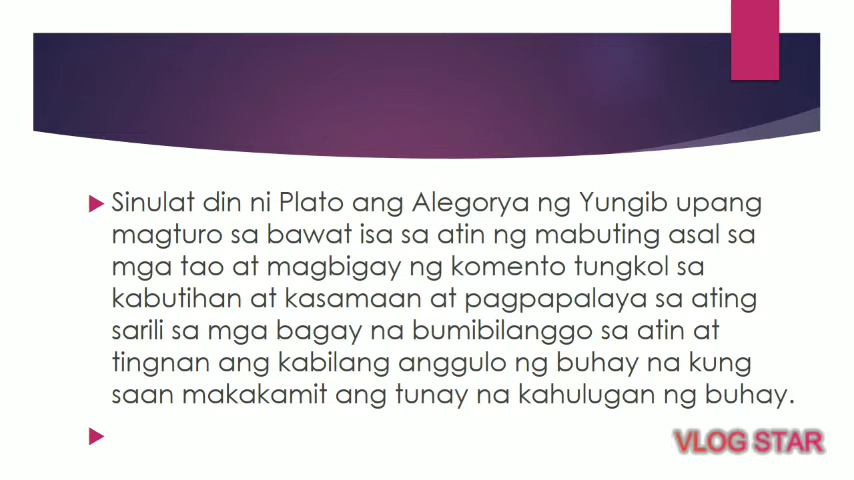 Sinulat din ni Plato ang Alegorya ng Yungib upang
magturo sa bawat isa sa atin ng mabuting asal sa
mga tao at magbigay ng komento tungkol sa
kabutihan at kasamaan at pagpapalaya sa ating
sarili sa mga bagay na bumibilanggo sa atin at
tingnan ang kabilang anggulo ng buhay na kung
saan makakamit ang tunay na kahulugan ng buhay.
VLOG STAR